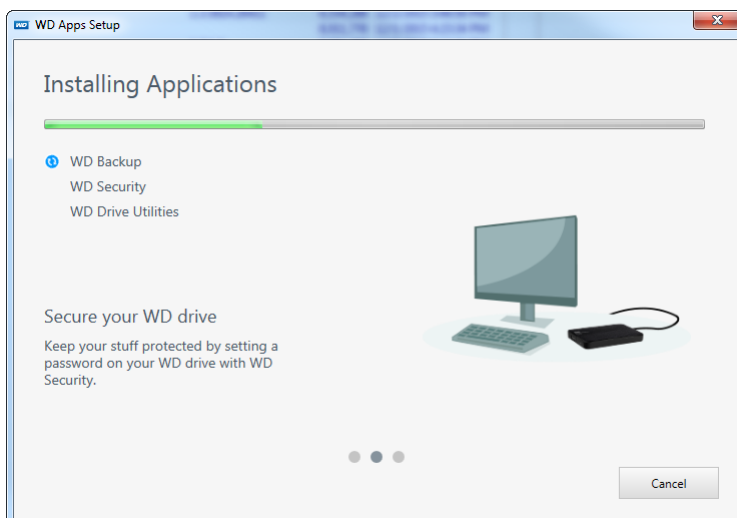 WD WD Apps Setup
Installing Applications
WD Backup
WD Security
WD Drive Utilities
Secure your WD drive
Keep your stuff protected by setting a
password on your WD drive with WD
Security.
Cancel